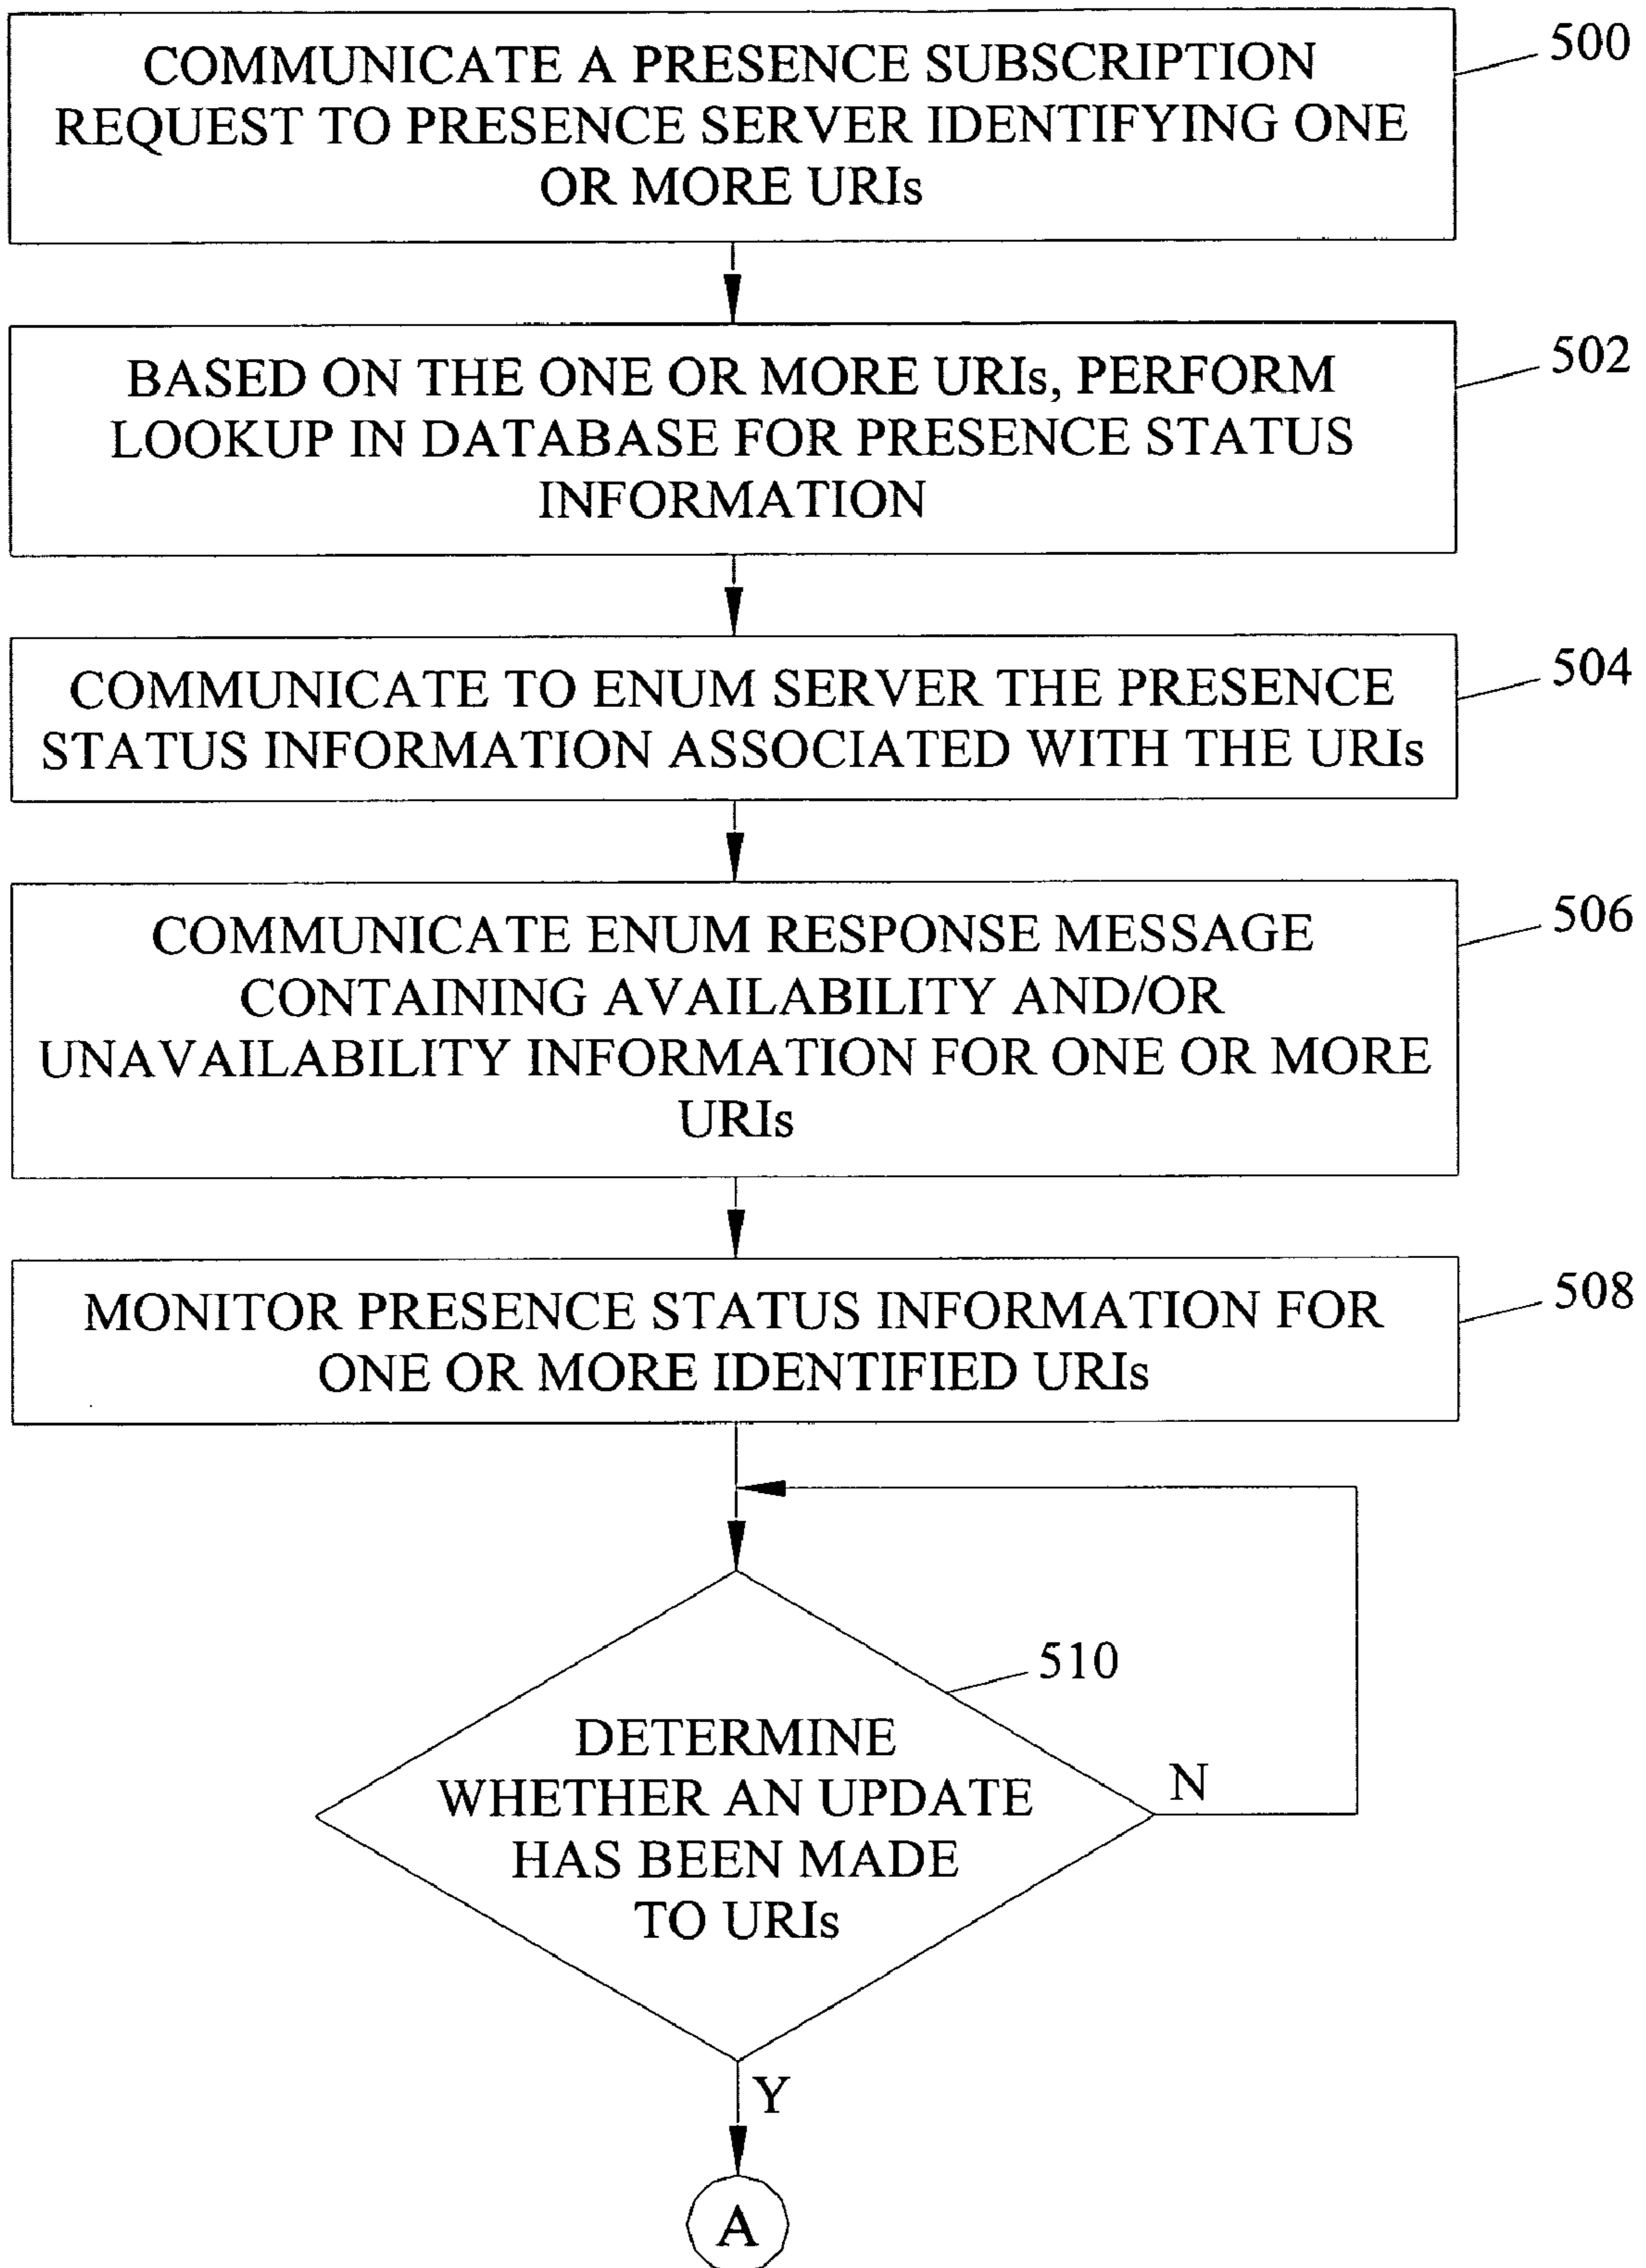 COMMUNICATE A PRESENCE SUBSCRIPTION
REQUEST TO PRESENCE SERVER IDENTIFYING ONE
OR MORE URIs
500
BASED ON THE ONE OR MORE URIs, PERFORM
LOOKUP IN DATABASE FOR PRESENCE STATUS
INFORMATION
502
COMMUNICATE TO ENUM SERVER THE PRESENCE
STATUS INFORMATION ASSOCIATED WITH THE URIs
504
COMMUNICATE ENUM RESPONSE MESSAGE
CONTAINING AVAILABILITY AND/OR
UNAVAILABILITY INFORMATION FOR ONE OR MORE
URIs
506
MONITOR PRESENCE STATUS INFORMATION FOR
ONE OR MORE IDENTIFIED URIs
508
510
DETERMINE
WHETHER AN UPDATE
HAS BEEN MADE
TO URIs
N
Y
A